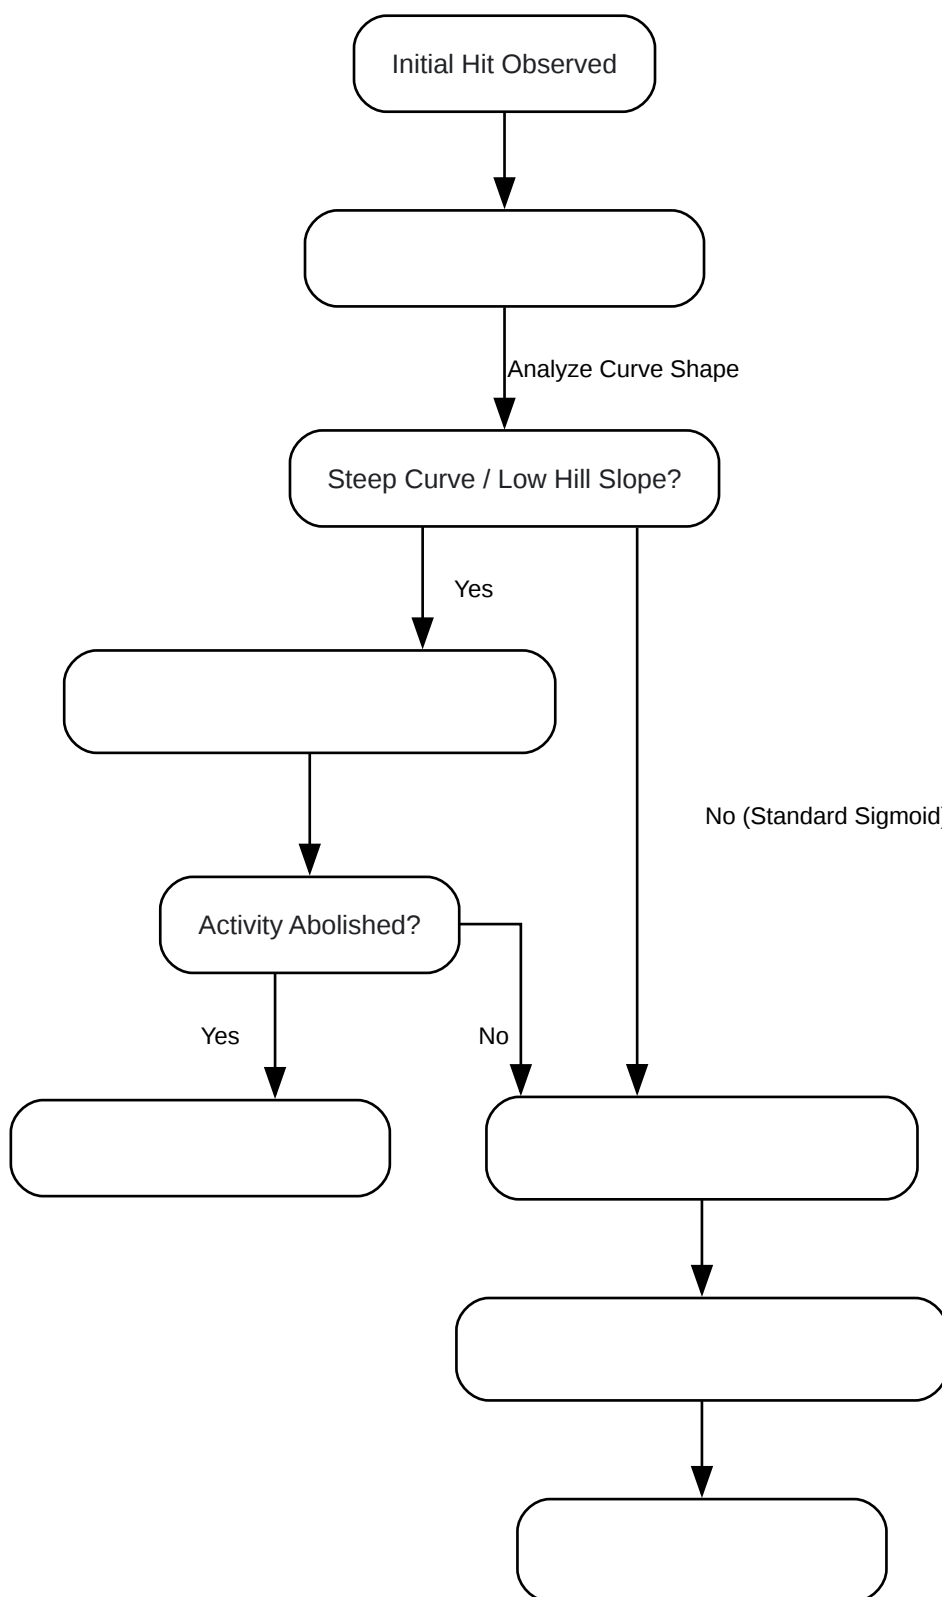 Initial Hit Observed
Analyze Curve Shape
Steep Curve / Low Hill Slope?
Yes
No (Standard Sigmoid)
Activity Abolished?
Yes
No